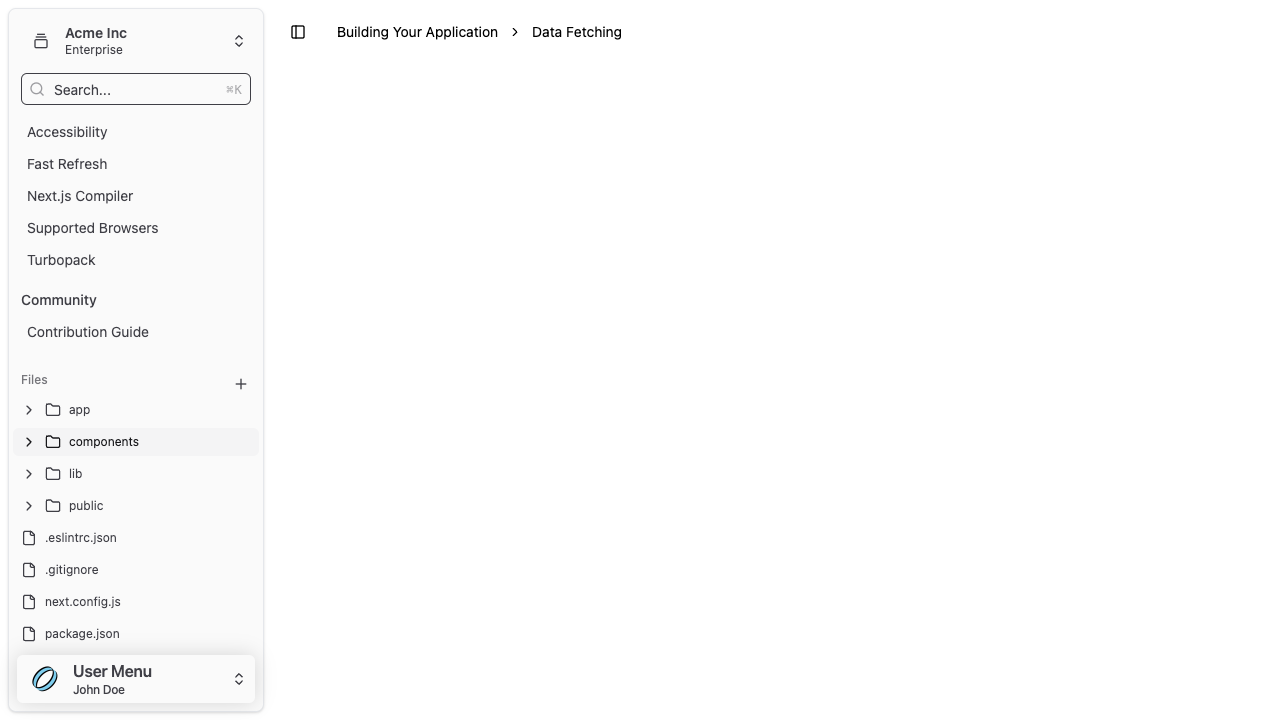 Acme Inc
Enterprise
Search...
⌘K
Accessibility
Fast Refresh
Next.js Compiler
Supported Browsers
Turbopack
Community
Contribution Guide
Files
app
components
lib
public
.eslintrc.json
.gitignore
next.config.js
package.json
User Menu
John Doe
Building Your Application
Data Fetching